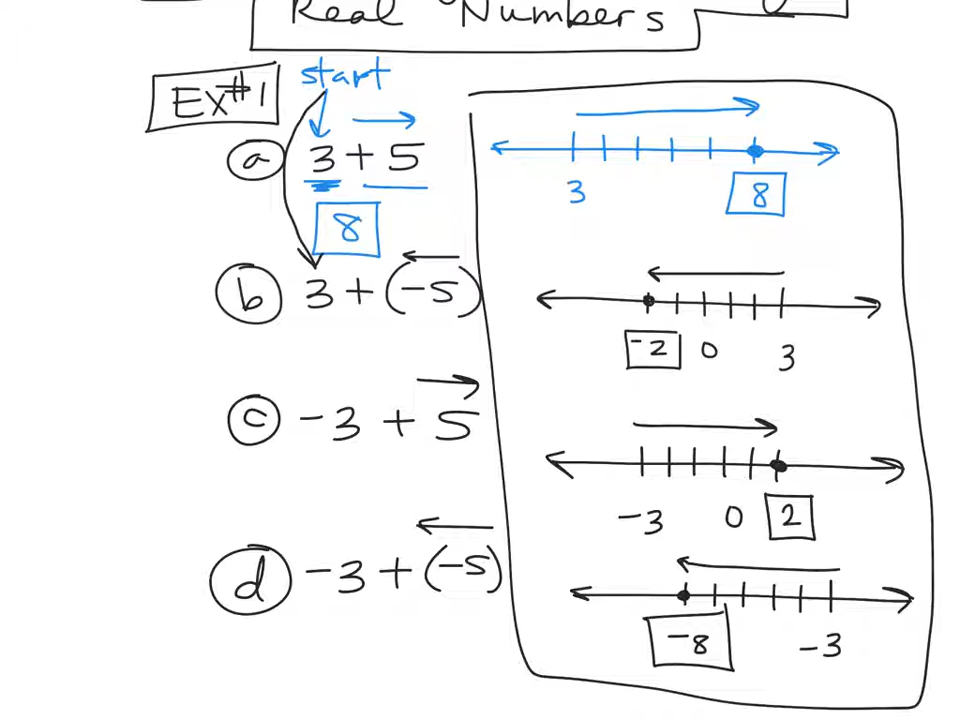 Real Numbers
EX#1
start
a 3 + 5
8
3 8
b 3 + (-5)
-2 0 3
c -3 + 5
-3 0 2
d -3 + (-5)
-8 -3